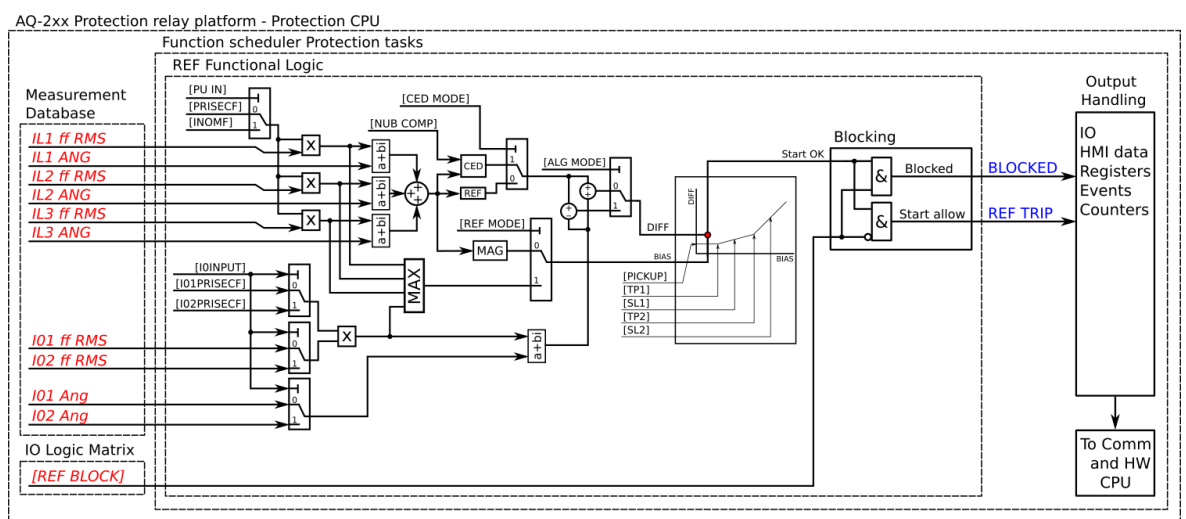 AQ-2xx Protection relay platform - Protection CPU
Function scheduler Protection tasks
REF Functional Logic
Measurement
Database
IL1 ff RMS
IL1 ANG
IL2 ff RMS
IL2 ANG
IL3 ff RMS
IL3 ANG
I01 ff RMS
I02 ff RMS
I01 Ang
I02 Ang
IO Logic Matrix
[REF BLOCK]
[PU IN]
[PRISECF]
[INOMF]
0
1
X
X
X
a+bi
a+bi
a+bi
+
+
+
[CED MODE]
[NUB COMP]
CED
REF
1
0
[ALG MODE]
+
±
±
0
1
[REF MODE]
MAG
0
1
MAX
[I0INPUT]
[I01PRISECF]
[I02PRISECF]
0
1
0
1
0
1
X
a+bi
DIFF
BIAS
DIFF
BIAS
[PICKUP]
[TP1]
[SL1]
[TP2]
[SL2]
Blocking
Start OK
&
Blocked
&
Start allow
BLOCKED
REF TRIP
Output
Handling
IO
HMI data
Registers
Events
Counters
To Comm
and HW
CPU